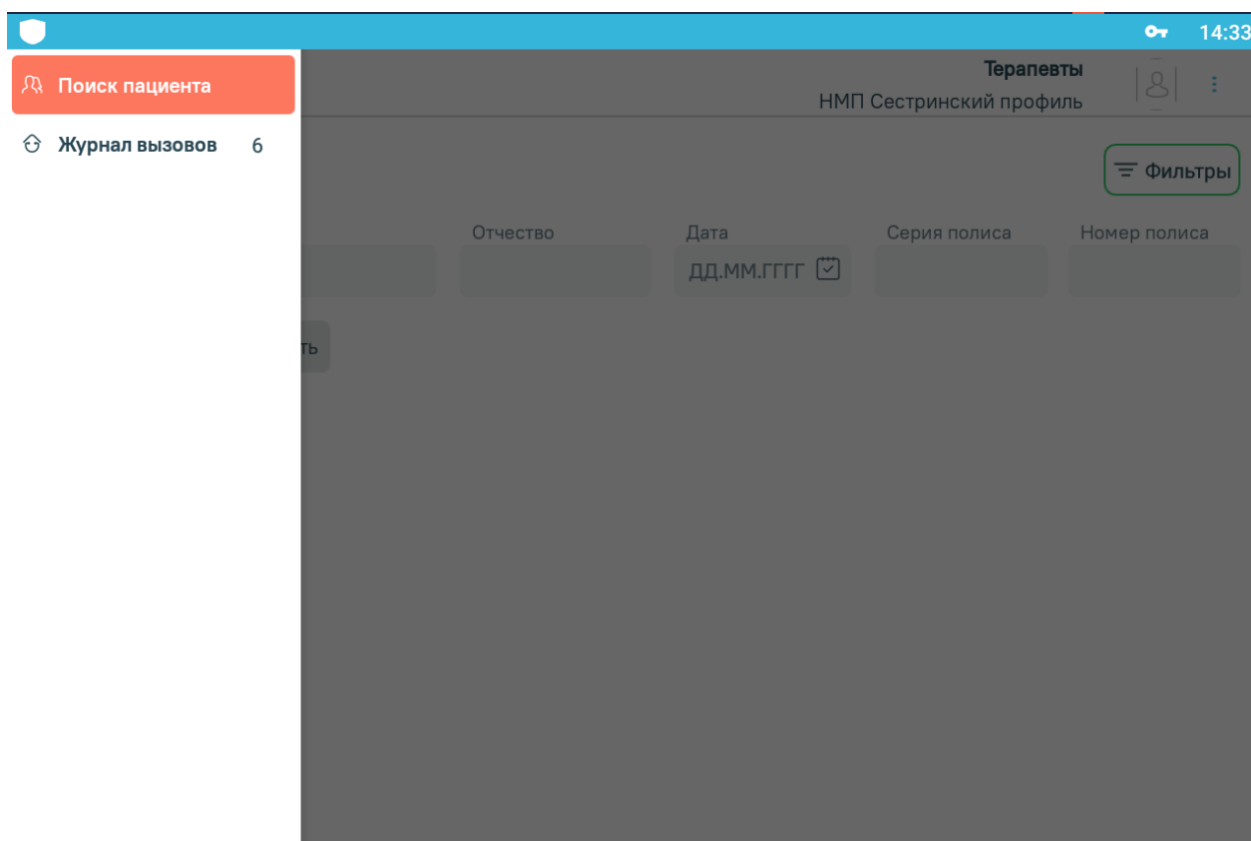 14:33
Поиск пациента
Терапевты
НМП Сестринский профиль
Журнал вызовов 6
Фильтры
Отчество Дата Серия полиса Номер полиса
ДД.ММ.ГГГГ
ть